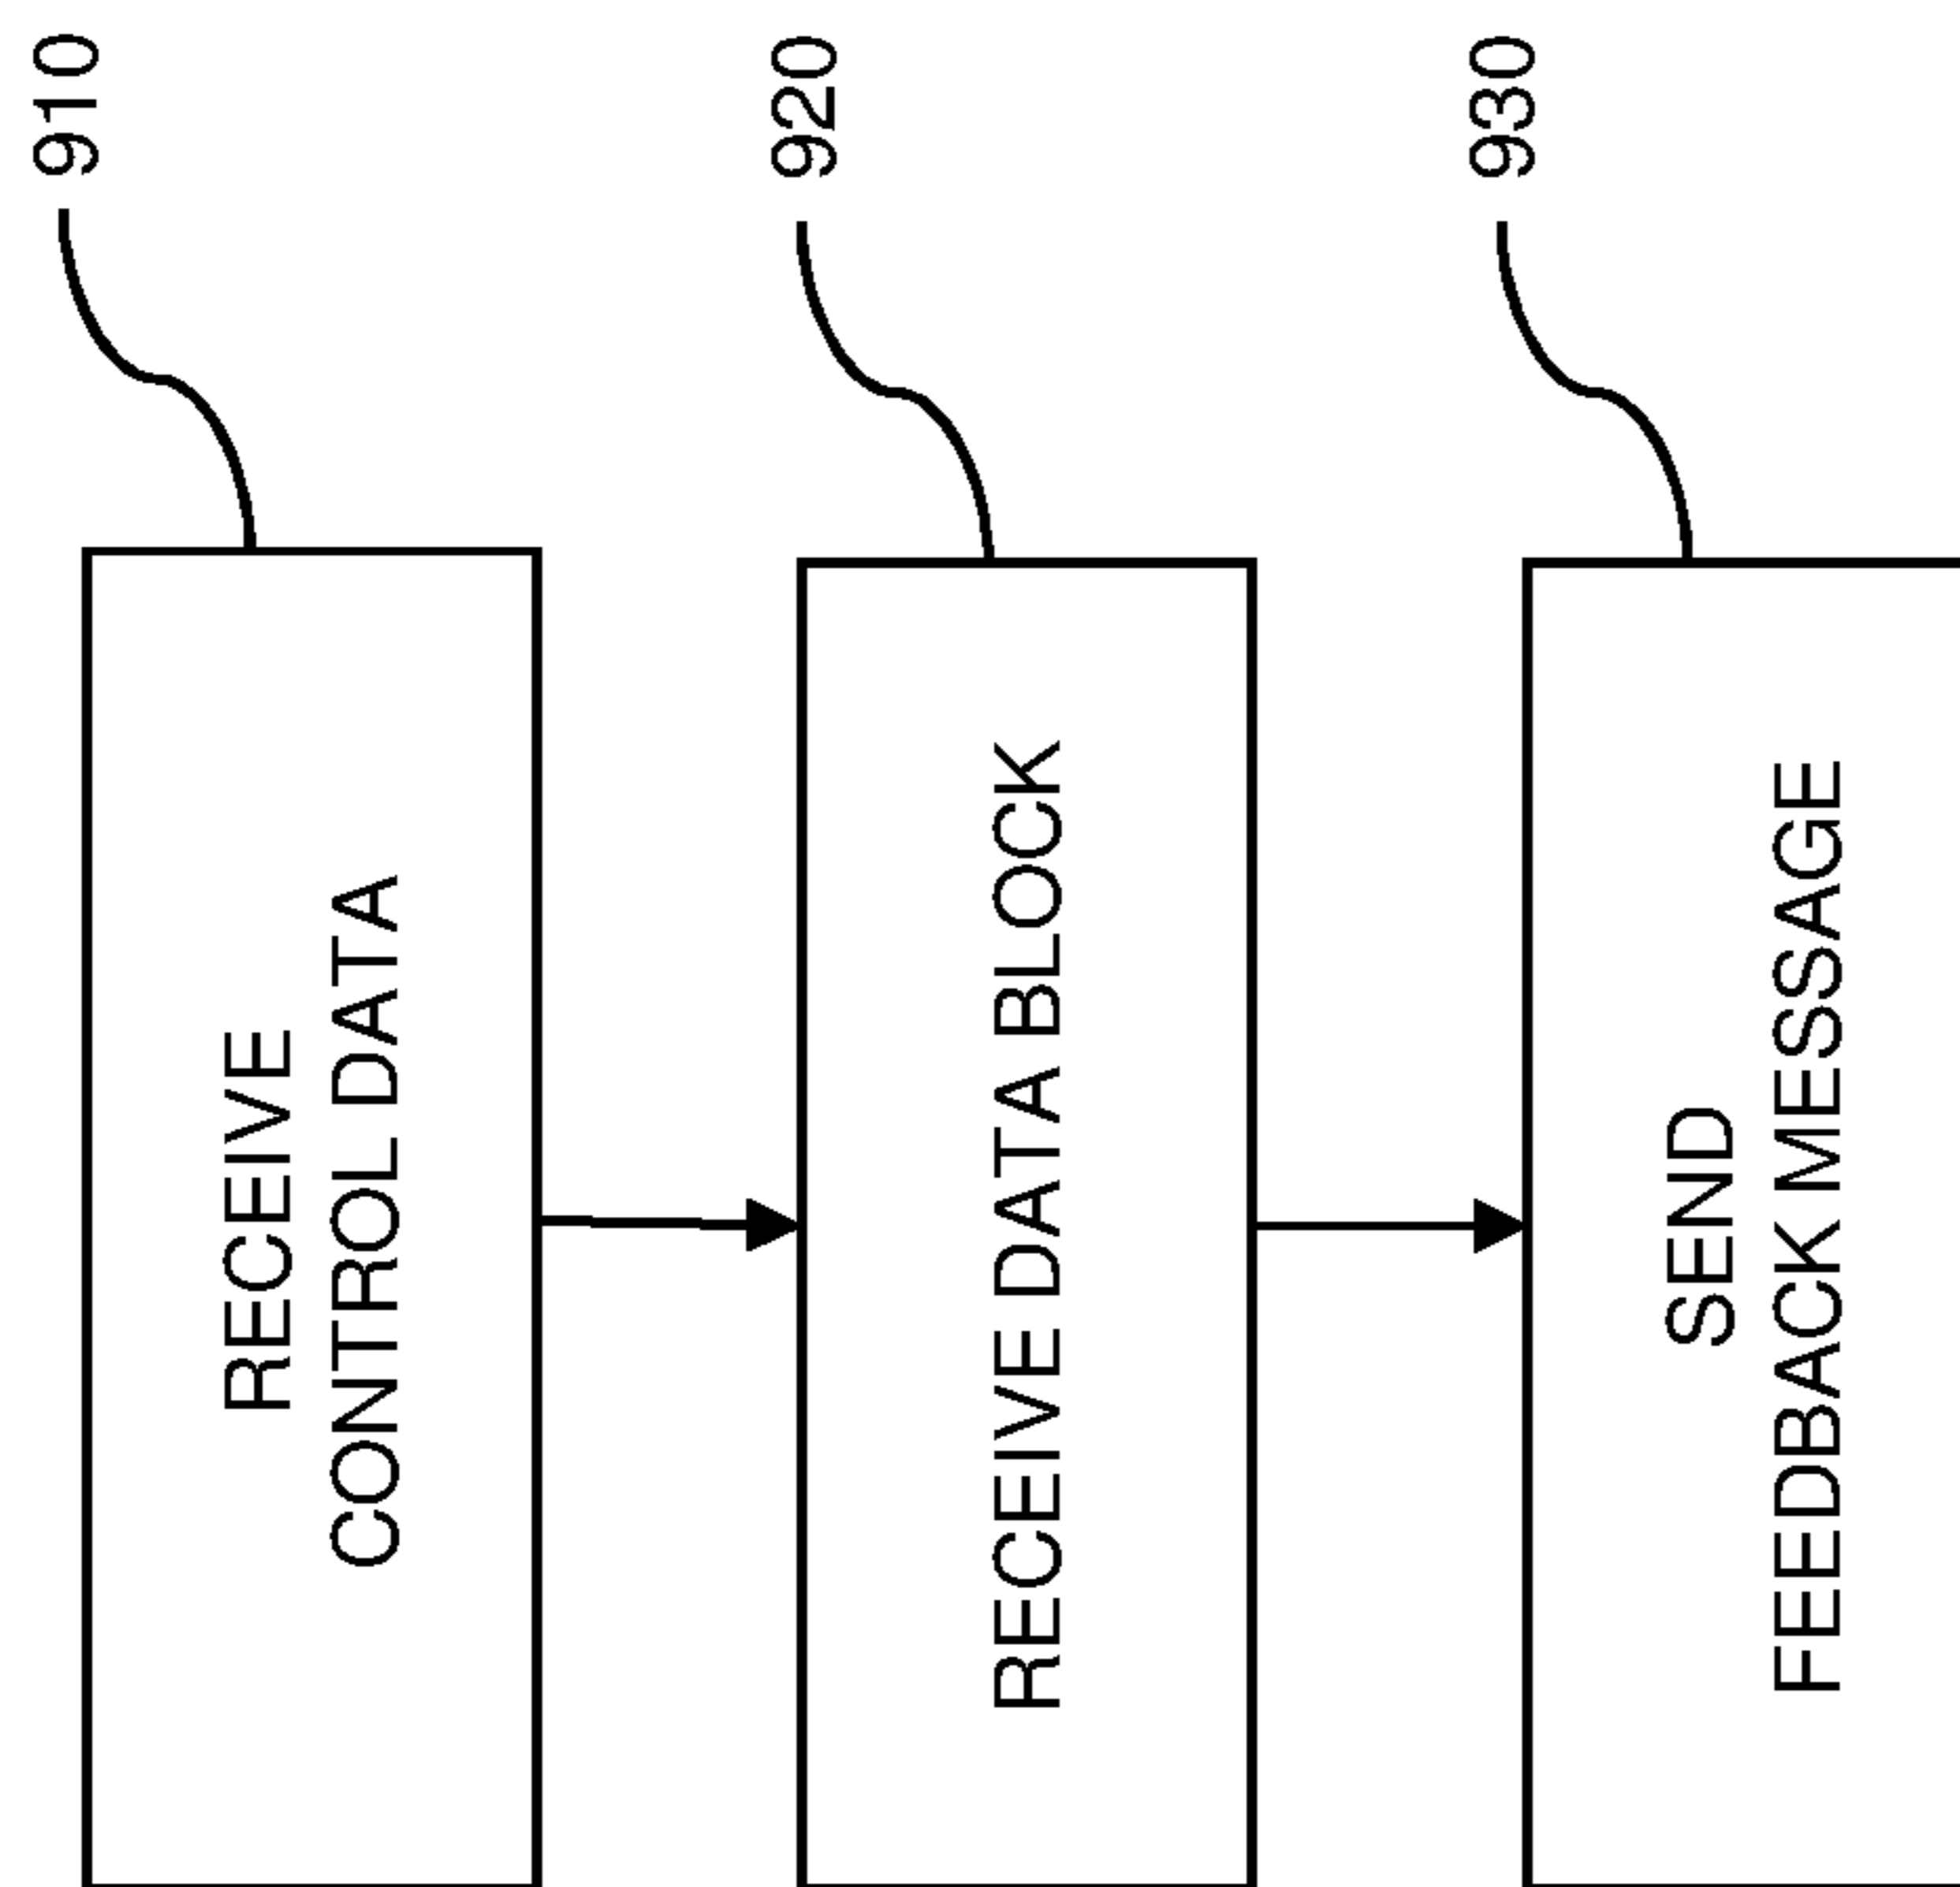 910
RECEIVE
CONTROL DATA
920
RECEIVE DATA BLOCK
930
SEND
FEEDBACK MESSAGE